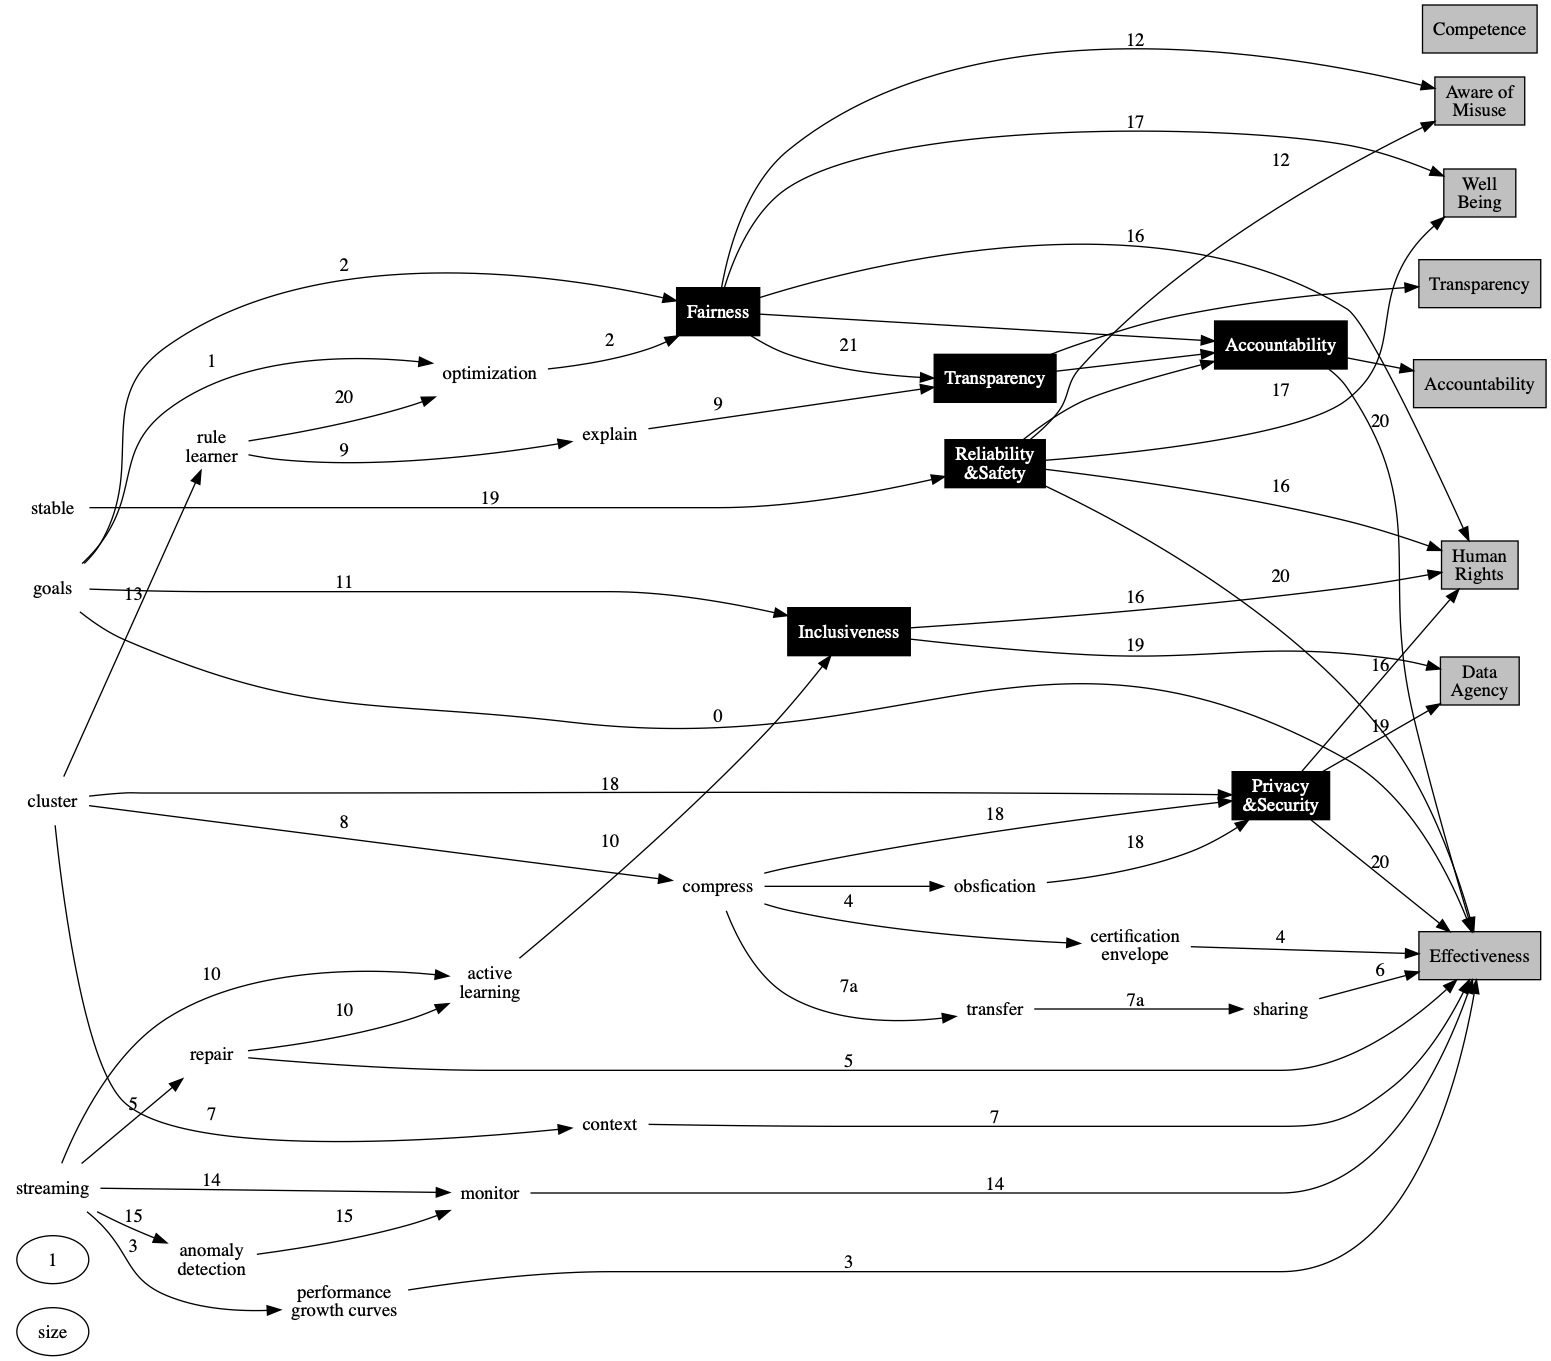 Competence
12
Aware of
Misuse
17
12
Well
Being
16
2
Transparency
Fairness
2
21
Accountability
1
optimization
Transparency
Accountability
20
9
17
20
rule
learner
9
explain
Reliability
&Safety
stable
19
16
Human
Rights
goals
11
13
20
16
Inclusiveness
19
16
Data
Agency
0
19
cluster
18
Privacy
&Security
8
10
18
18
20
compress
obsfication
4
certification
envelope
4
Effectiveness
10
active
learning
7a
6
10
transfer
7a
sharing
repair
5
5
7
context
7
streaming
14
monitor
14
15
15
3
anomaly
detection
1
3
performance
growth curves
size